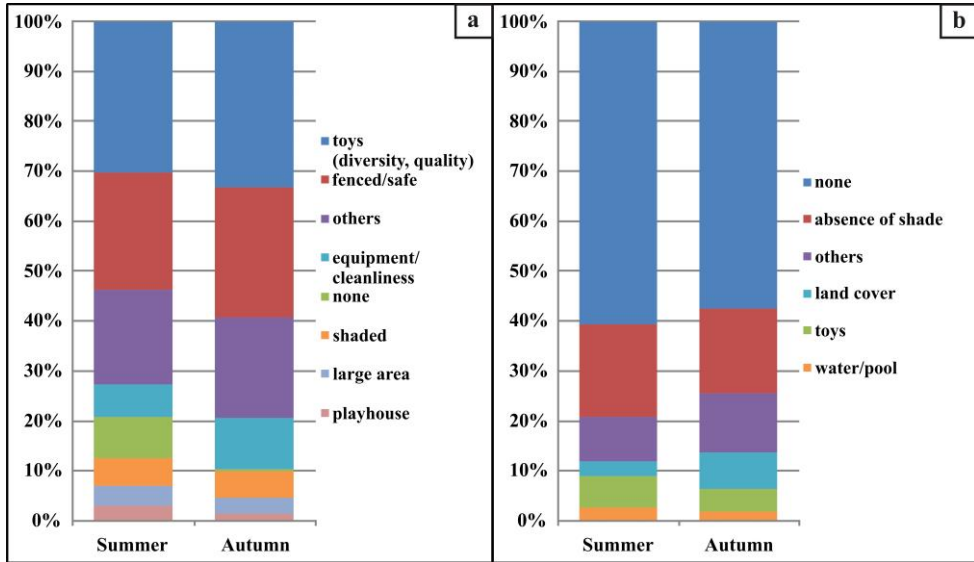 a
100%
90%
80%
70%
60%
50%
40%
30%
20%
10%
0%
Summer Autumn
toys
(diversity, quality)
fenced/safe
others
equipment/
cleanliness
none
shaded
large area
playhouse
b
100%
90%
80%
70%
60%
50%
40%
30%
20%
10%
0%
Summer Autumn
none
absence of shade
others
land cover
toys
water/pool